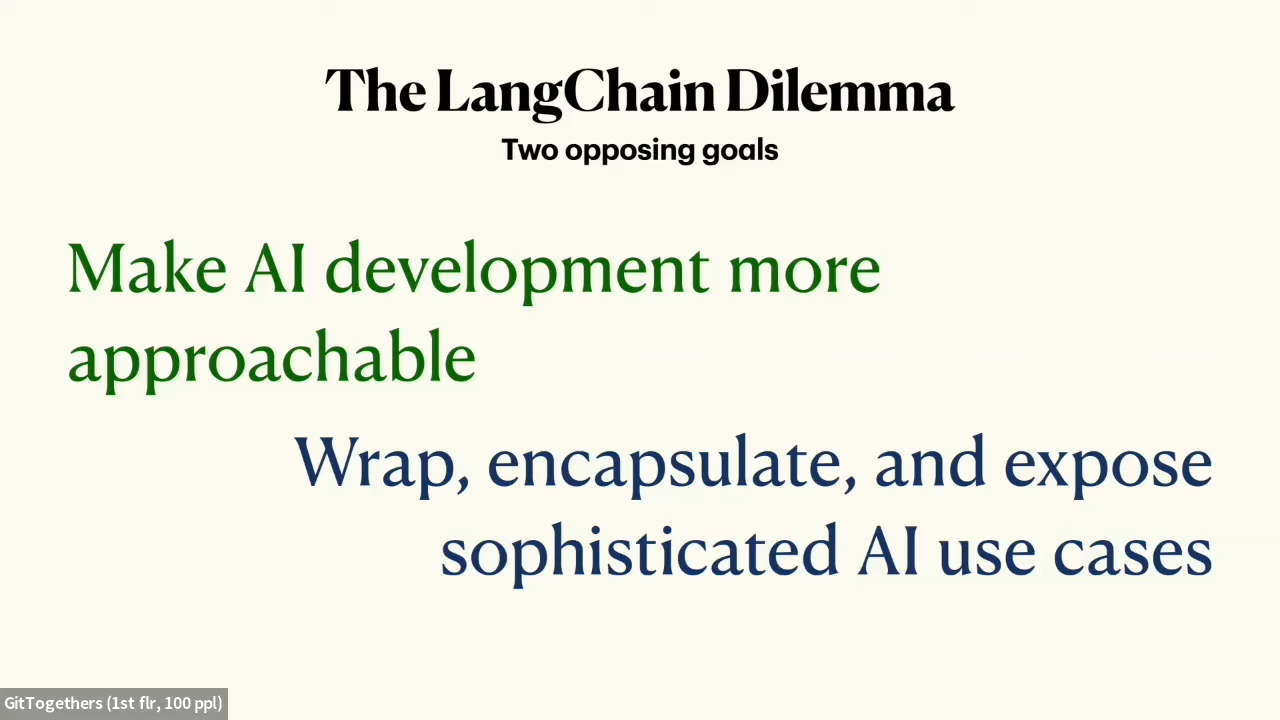 The LangChain Dilemma
Two opposing goals
Make AI development more
approachable
Wrap, encapsulate, and expose
sophisticated AI use cases
GitTogethers (1st flr, 100 ppl)